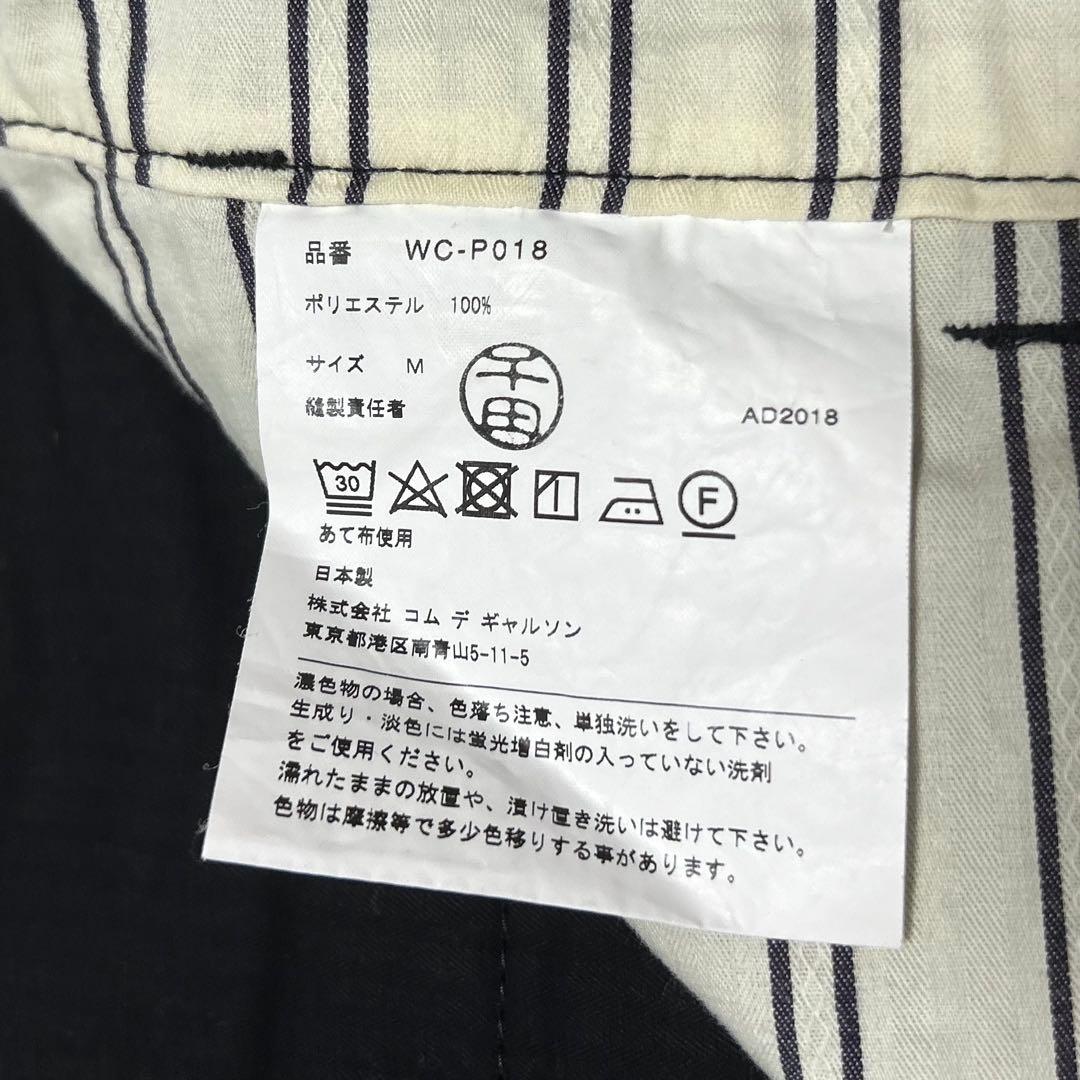 品番 WC-P018
ポリエステル 100%
サイズ M
千田
縫製責任者
AD2018
30
F
あて布使用
日本製
株式会社 コム デ ギャルソン
東京都港区南青山5-11-5
濃色物の場合、色落ち注意、単独洗いをして下さい。
生成り・淡色には蛍光増白剤の入っていない洗剤
をご使用ください。
濡れたままの放置や、漬け置き洗いは避けて下さい。
色物は摩擦等で多少色移りする事があります。